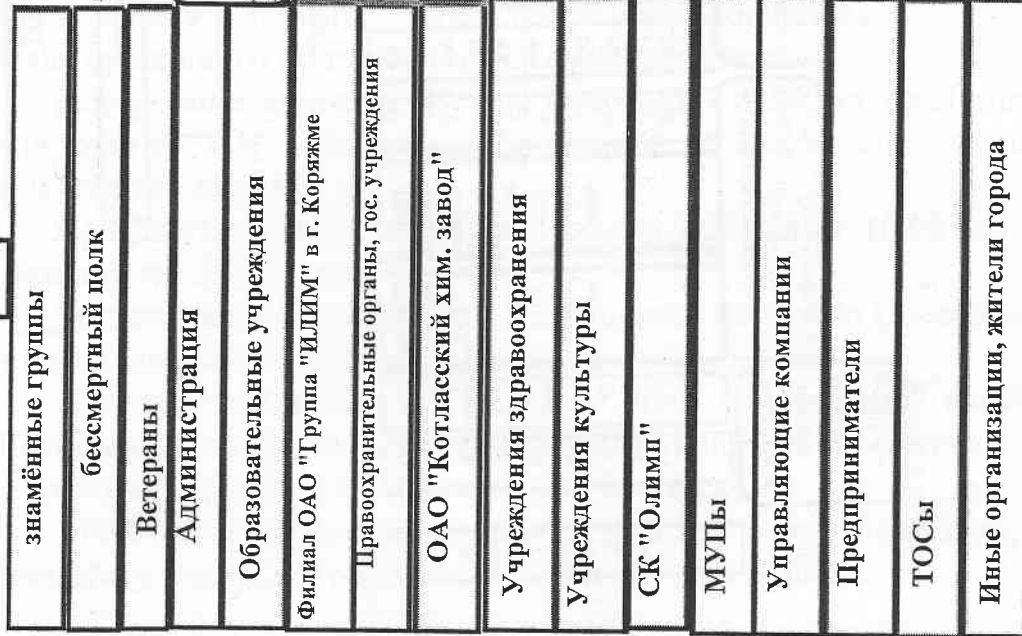 знамённые группы
бессмертный полк
Ветераны
Администрация
Образовательные учреждения
Филиал ОАО "Группа "ИЛИМ" в г. Коряжме
Правоохранительные органы, гос. учреждения
ОАО "Котласский хим. завод"
Учреждения здравоохранения
Учреждения культуры
СК "Олимп"
МУПы
Управляющие компании
Предприниматели
ТОСы
Иные организации, жители города